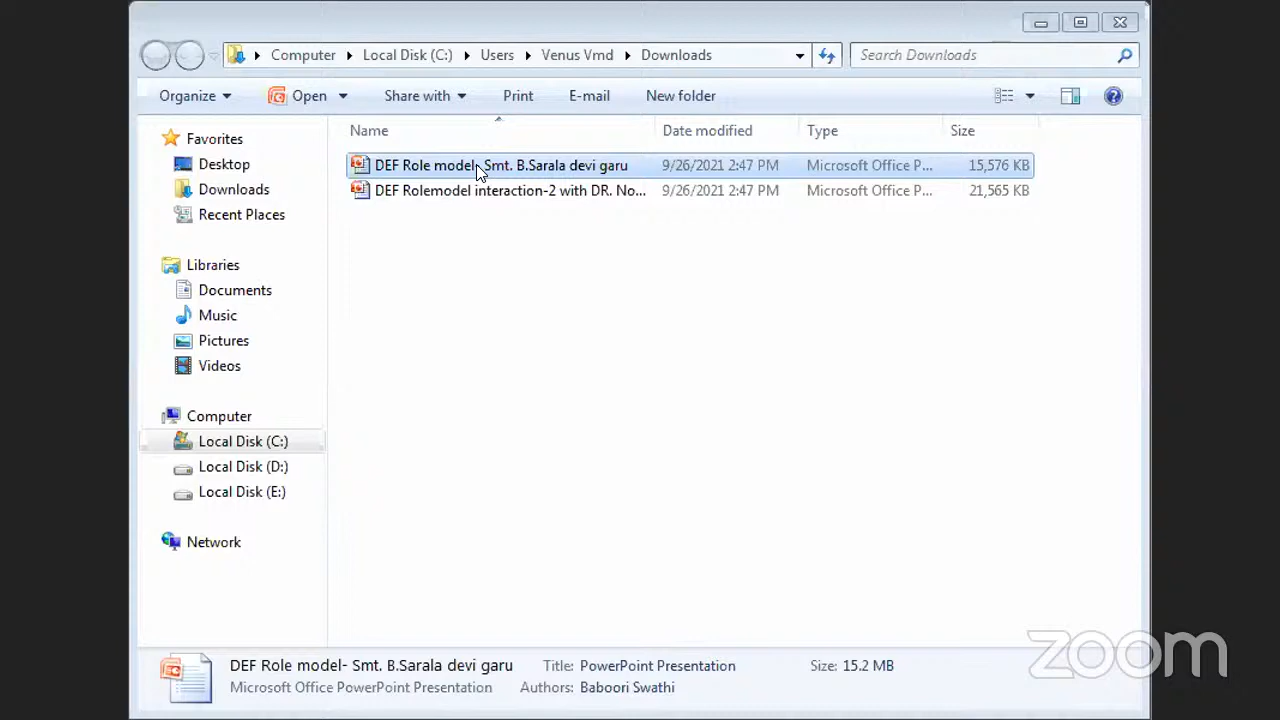 Computer Local Disk (C:) Users Venus Vmd Downloads Search Downloads
Organize Open Share with Print E-mail New folder
Name Date modified Type Size
DEF Role model- Smt. B.Sarala devi garu 9/26/2021 2:47 PM Microsoft Office P... 15,576 KB
DEF Rolemodel interaction-2 with DR. No... 9/26/2021 2:47 PM Microsoft Office P... 21,565 KB
Favorites
Desktop
Downloads
Recent Places
Libraries
Documents
Music
Pictures
Videos
Computer
Local Disk (C:)
Local Disk (D:)
Local Disk (E:)
Network
DEF Role model- Smt. B.Sarala devi garu Title: PowerPoint Presentation Size: 15.2 MB
Microsoft Office PowerPoint Presentation Authors: Baboori Swathi
zoom